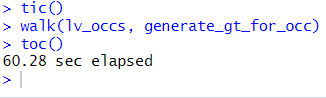 > tic()
> walk(lv_occs, generate_gt_for_occ)
> toc()
60.28 sec elapsed
>